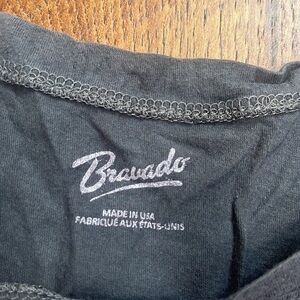 Bravado
MADE IN USA
FABRIQUÉ AUX ÉTATS-UNIS